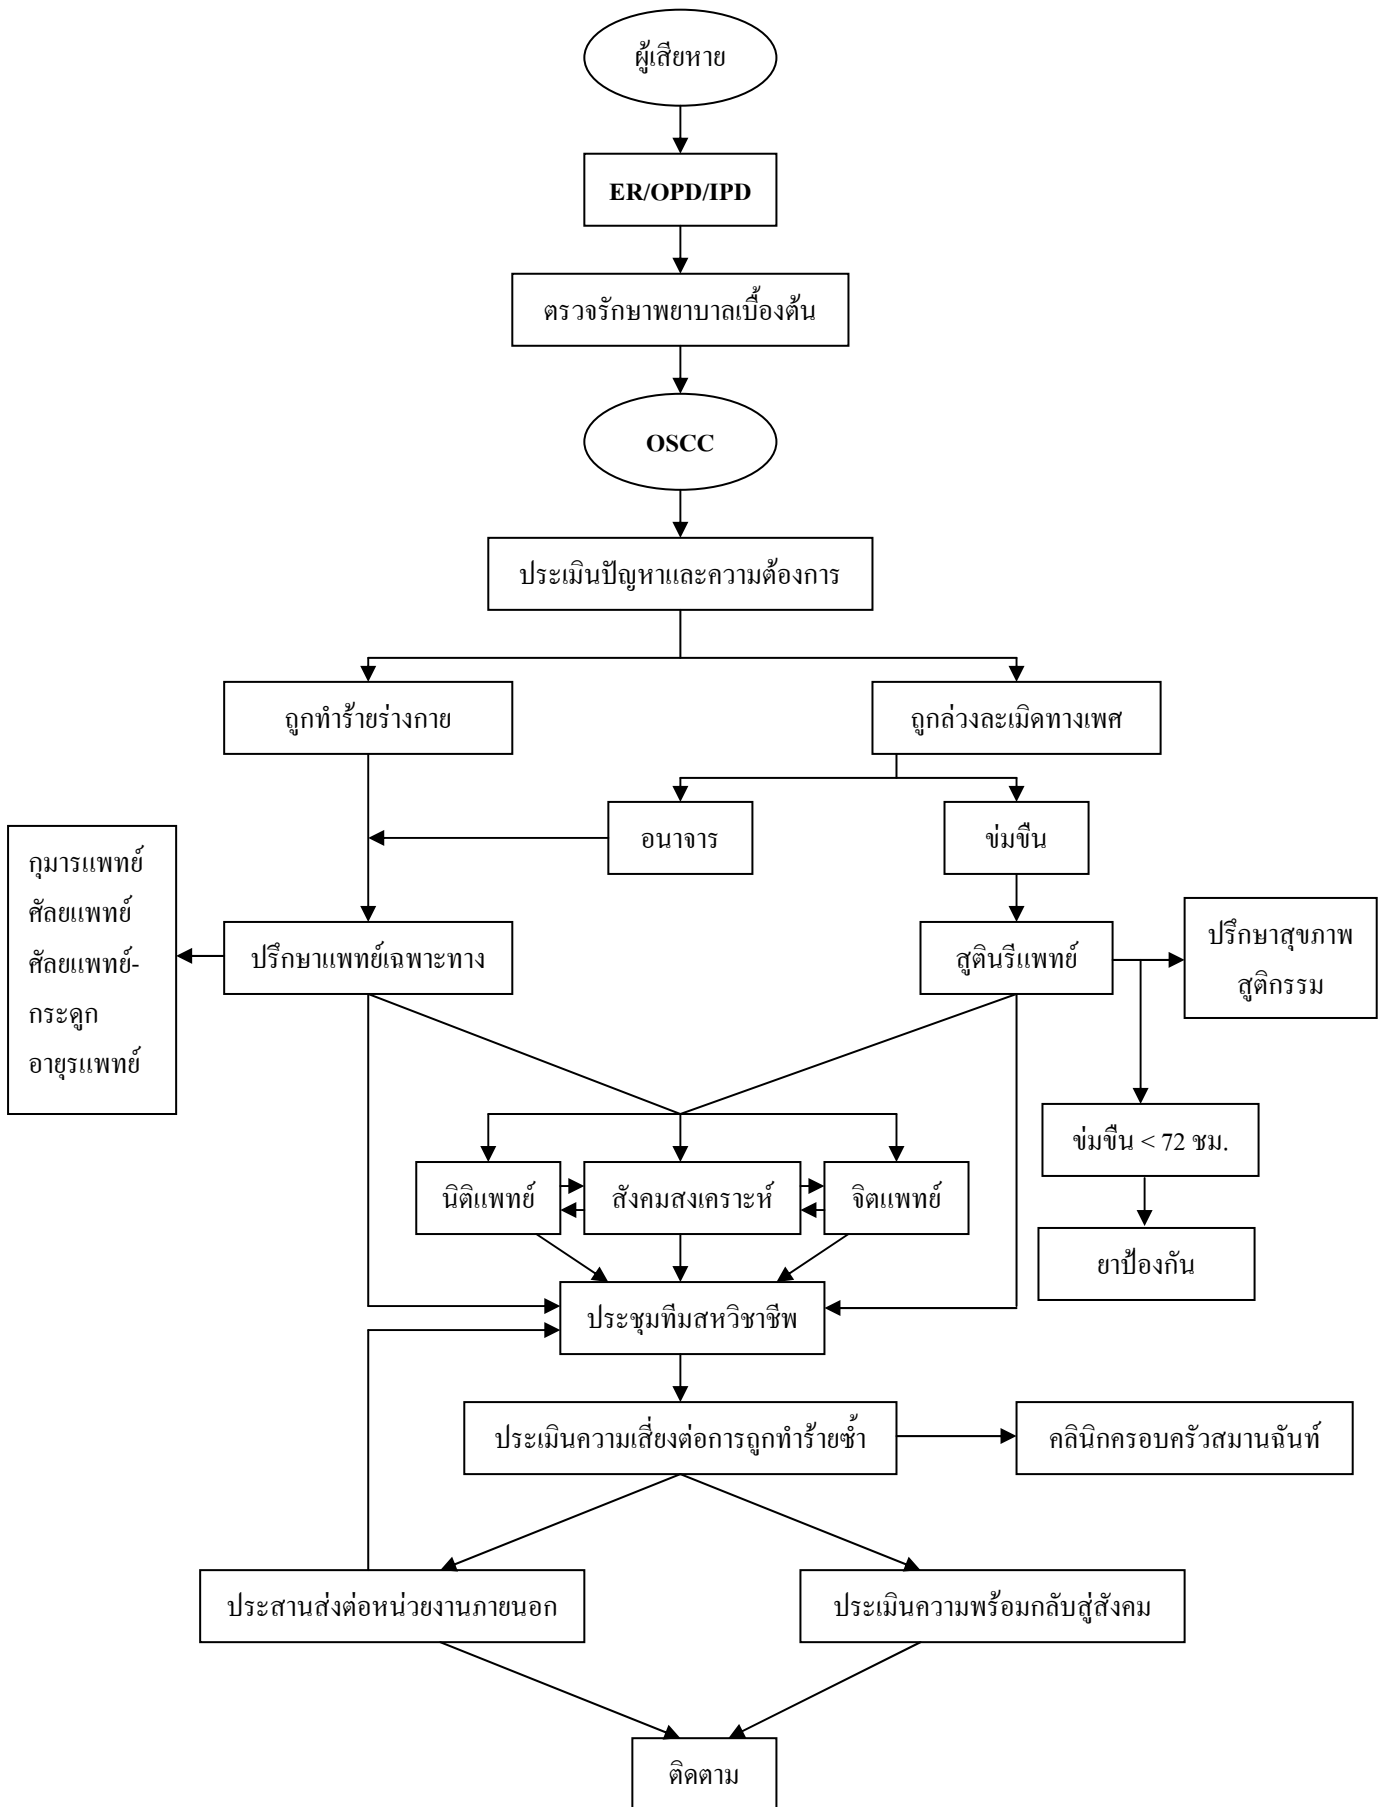 ผู้เสียหาย
ER/OPD/IPD
ตรวจรักษาพยาบาลเบื้องต้น
OSCC
ประเมินปัญหาและความต้องการ
ถูกทำร้ายร่างกาย
ถูกล่วงละเมิดทางเพศ
อนาจาร
ข่มขืน
กุมารแพทย์
ศัลยแพทย์
ศัลยแพทย์-
กระดูก
อายุรแพทย์
ปรึกษาแพทย์เฉพาะทาง
สูตินรีแพทย์
ปรึกษาสุขภาพ
สูติกรรม
ข่มขืน < 72 ชม.
ยาป้องกัน
นิติแพทย์
สังคมสงเคราะห์
จิตแพทย์
ประชุมทีมสหวิชาชีพ
ประเมินความเสี่ยงต่อการถูกทำร้ายซ้ำ
คลินิกครอบครัวสมานฉันท์
ประสานส่งต่อหน่วยงานภายนอก
ประเมินความพร้อมกลับสู่สังคม
ติดตาม